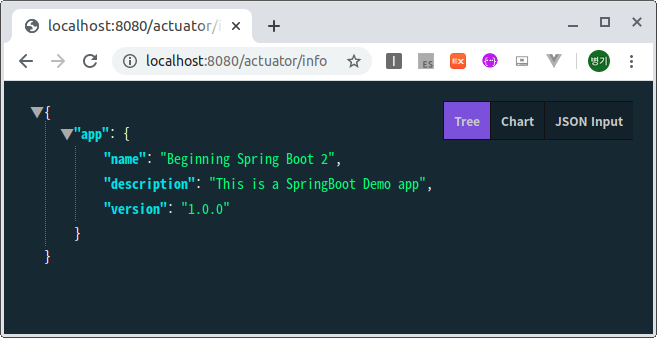 localhost:8080/actuator/i
localhost:8080/actuator/info
ES
병기
Tree
Chart
JSON Input
{
"app": {
"name": "Beginning Spring Boot 2",
"description": "This is a SpringBoot Demo app",
"version": "1.0.0"
}
}